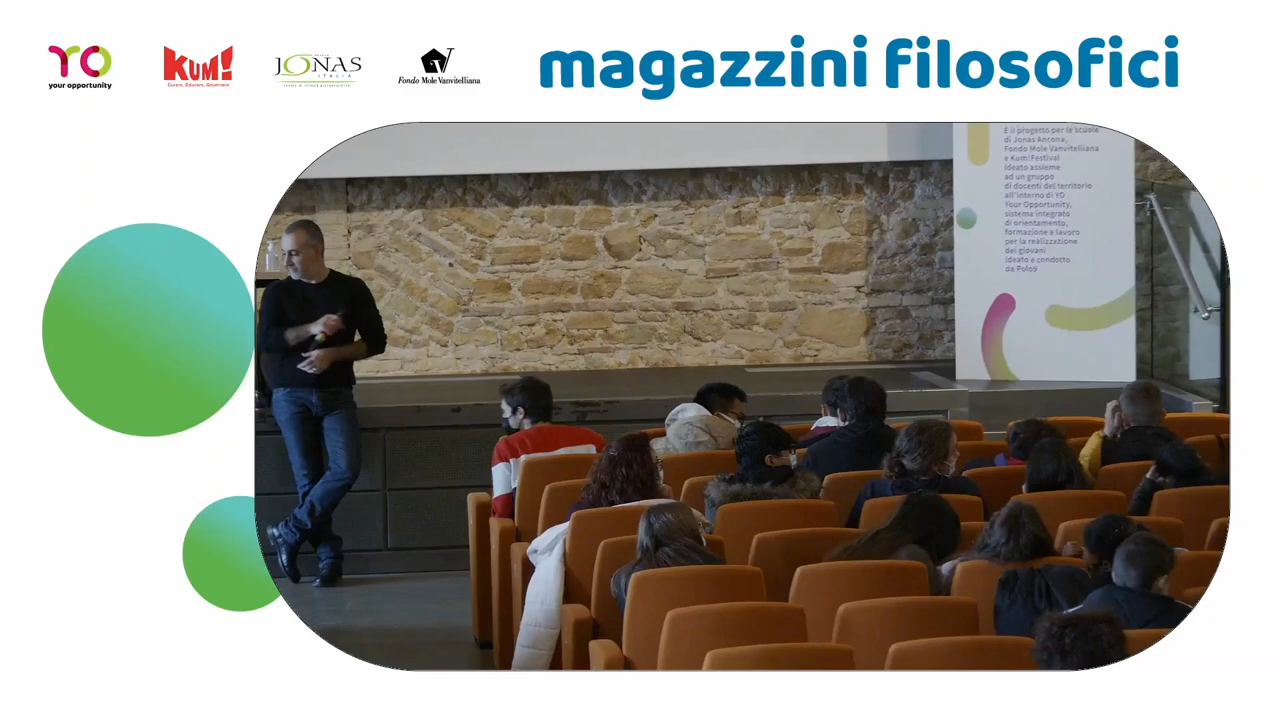 YO
your opportunity
KUM!
Curare, Educare, Governare
JONAS
ITALIA
Fondo Mole Vanvitelliana
magazzini filosofici
È il progetto per le scuole
di Jonas Ancona,
Fondo Mole Vanvitelliana
e Kum!Festival
ideato assieme
ad un gruppo
di docenti del territorio
all'interno di YO
Your Opportunity,
sistema integrato
di orientamento,
formazione e lavoro
per la realizzazione
dei giovani
ideato e condotto
da Polo9